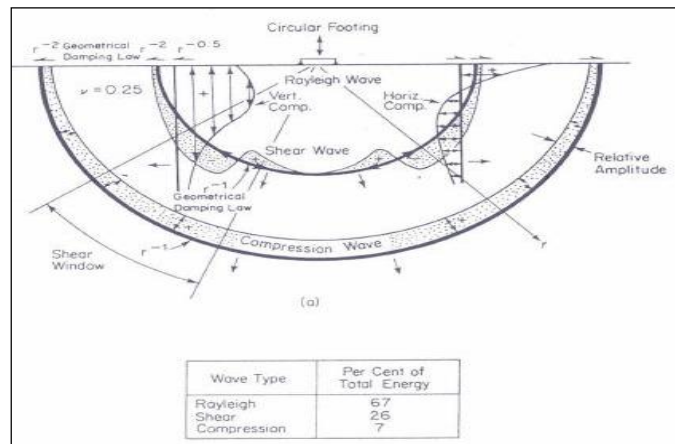 Circular Footing
r⁻² Geometrical Damping Law r⁻² r⁻⁰·⁵
ν = 0.25
Rayleigh Wave
Vert. Comp.
Horiz. Comp.
Shear Wave
Relative Amplitude
r⁻¹
Geometrical Damping Law
r⁻¹
Compression Wave
Shear Window
r
(a)
Wave Type Per Cent of Total Energy
Rayleigh 67
Shear 26
Compression 7